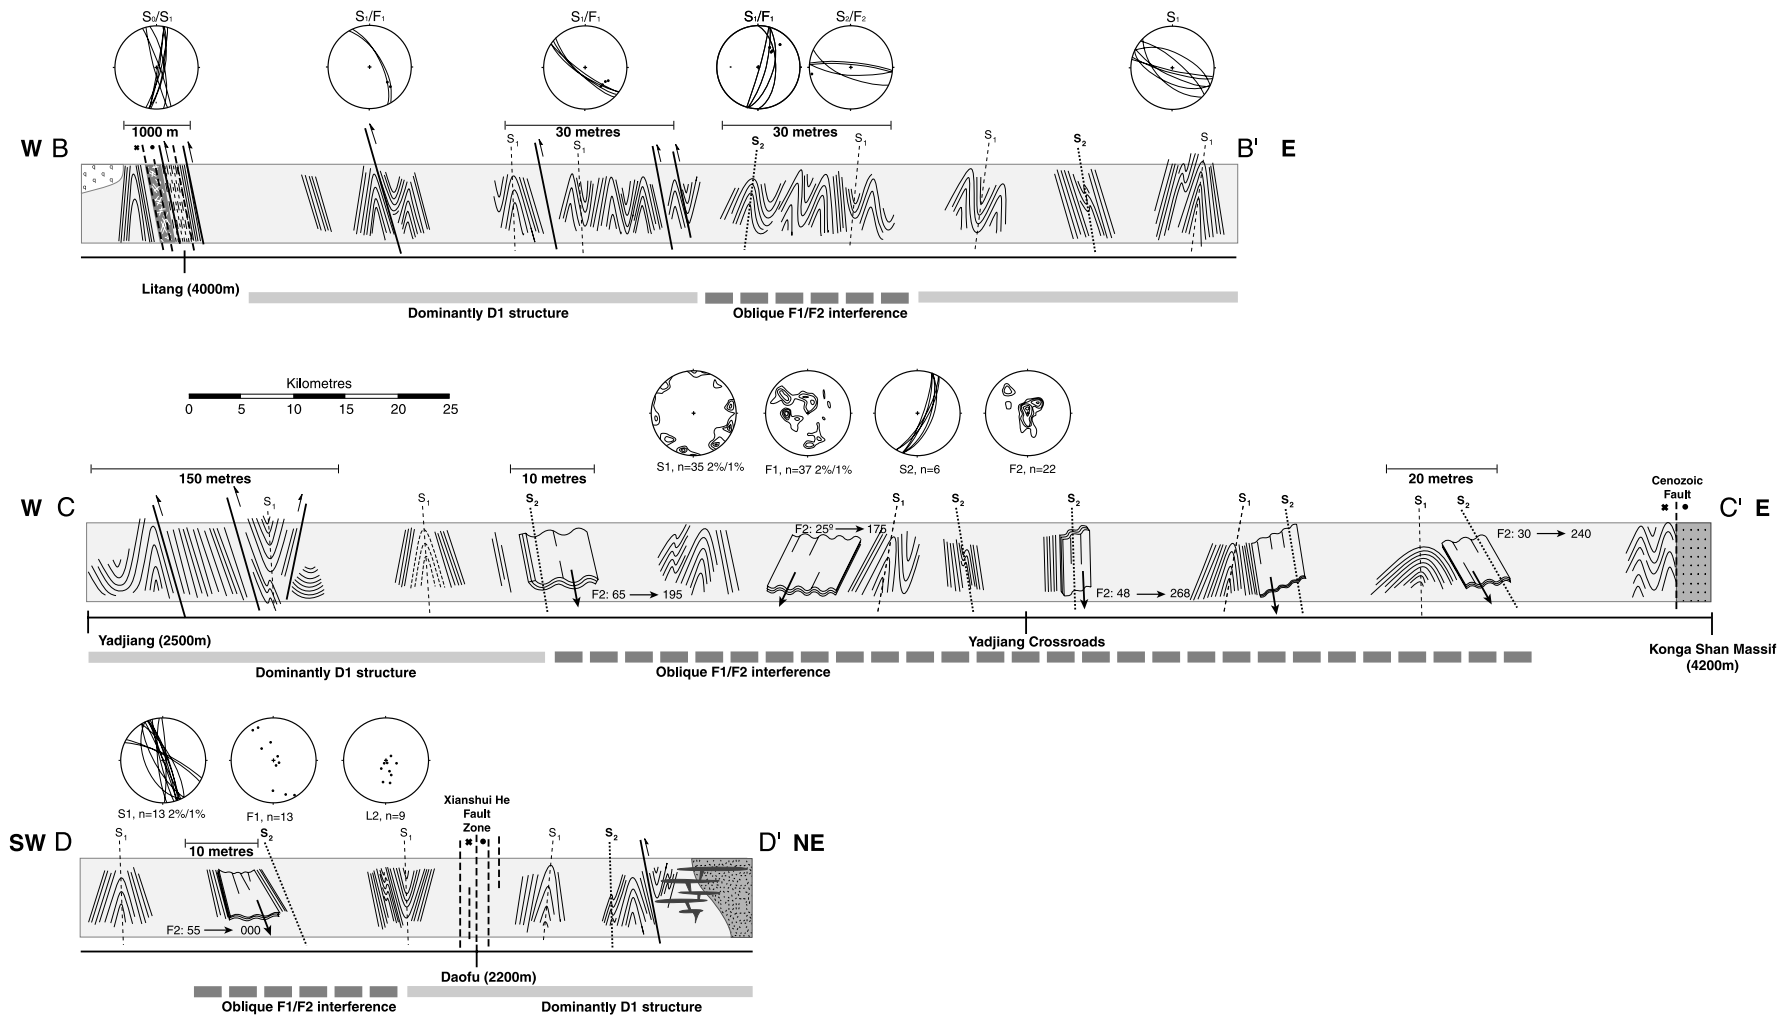 S0/S1
S1/F1
S1/F1
S1/F1
S2/F2
S1
1000 m
30 metres
30 metres
W B
S1
S1
S2
S1
S1
S2
S1
B' E
Litang (4000m)
Dominantly D1 structure
Oblique F1/F2 interference
Kilometres
0 5 10 15 20 25
S1, n=35 2%/1%
F1, n=37 2%/1%
S2, n=6
F2, n=22
150 metres
10 metres
20 metres
Cenozoic
Fault
W C
S1
S1
S2
S1
S2
S2
S1
S2
S1
S2
C' E
F2: 25º 175
F2: 30 240
F2: 65 195
F2: 48 268
Yadjiang (2500m)
Yadjiang Crossroads
Konga Shan Massif
(4200m)
Dominantly D1 structure
Oblique F1/F2 interference
S1, n=13 2%/1%
F1, n=13
L2, n=9
Xianshui He
Fault
Zone
SW D
S1
S2
S1
S1
S2
D' NE
10 metres
F2: 55 000
Daofu (2200m)
Oblique F1/F2 interference
Dominantly D1 structure